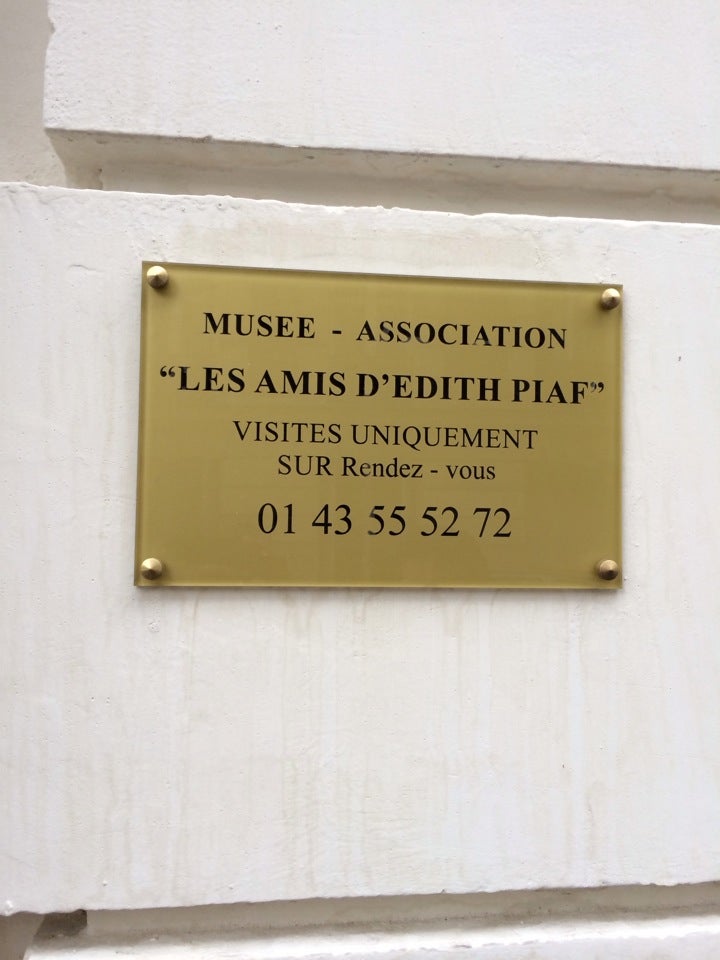 MUSEE - ASSOCIATION
“LES AMIS D’EDITH PIAF”
VISITES UNIQUEMENT
SUR Rendez - vous
01 43 55 52 72